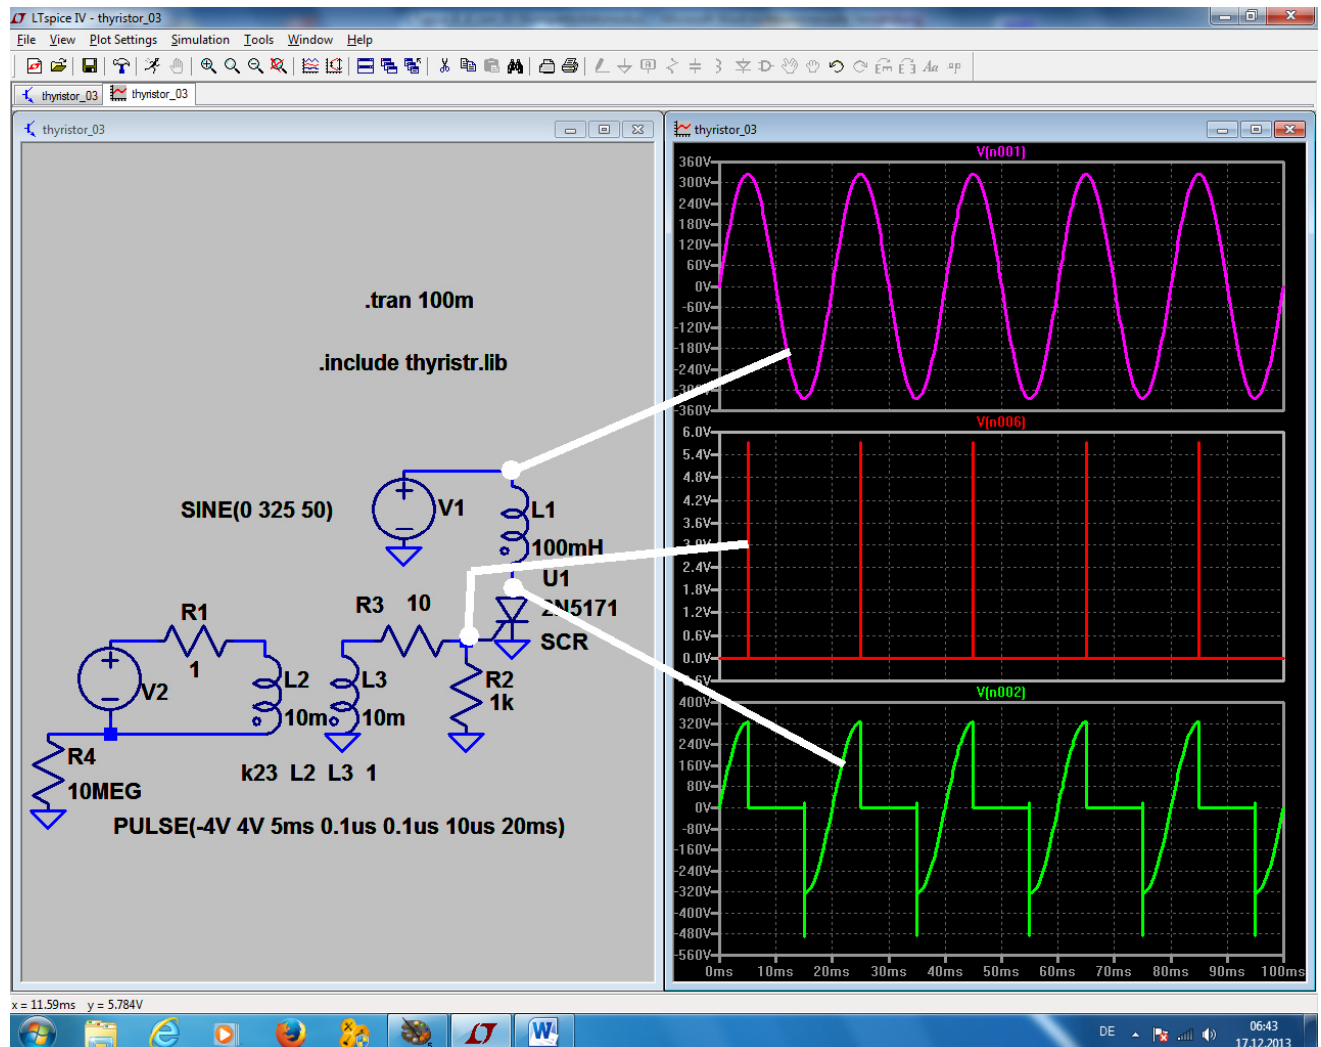 LTspice IV - thyristor_03
File View Plot Settings Simulation Tools Window Help
thyristor_03 thyristor_03
thyristor_03
.tran 100m
.include thyristr.lib
SINE(0 325 50)
V1
L1
100mH
U1
2N5171
SCR
R3 10
R1
1
V2
L2
10m
L3
10m
R2
1k
R4
10MEG
k23 L2 L3 1
PULSE(-4V 4V 5ms 0.1us 0.1us 10us 20ms)
thyristor_03
V(n001)
360V
300V
240V
180V
120V
60V
0V
-60V
-120V
-180V
-240V
-300V
-360V
V(n006)
6.0V
5.4V
4.8V
4.2V
3.6V
3.0V
2.4V
1.8V
1.2V
0.6V
0.0V
-0.6V
V(n002)
400V
320V
240V
160V
80V
0V
-80V
-160V
-240V
-320V
-400V
-480V
-560V
0ms 10ms 20ms 30ms 40ms 50ms 60ms 70ms 80ms 90ms 100ms
x = 11.59ms y = 5.784V
DE
06:43
17.12.2013